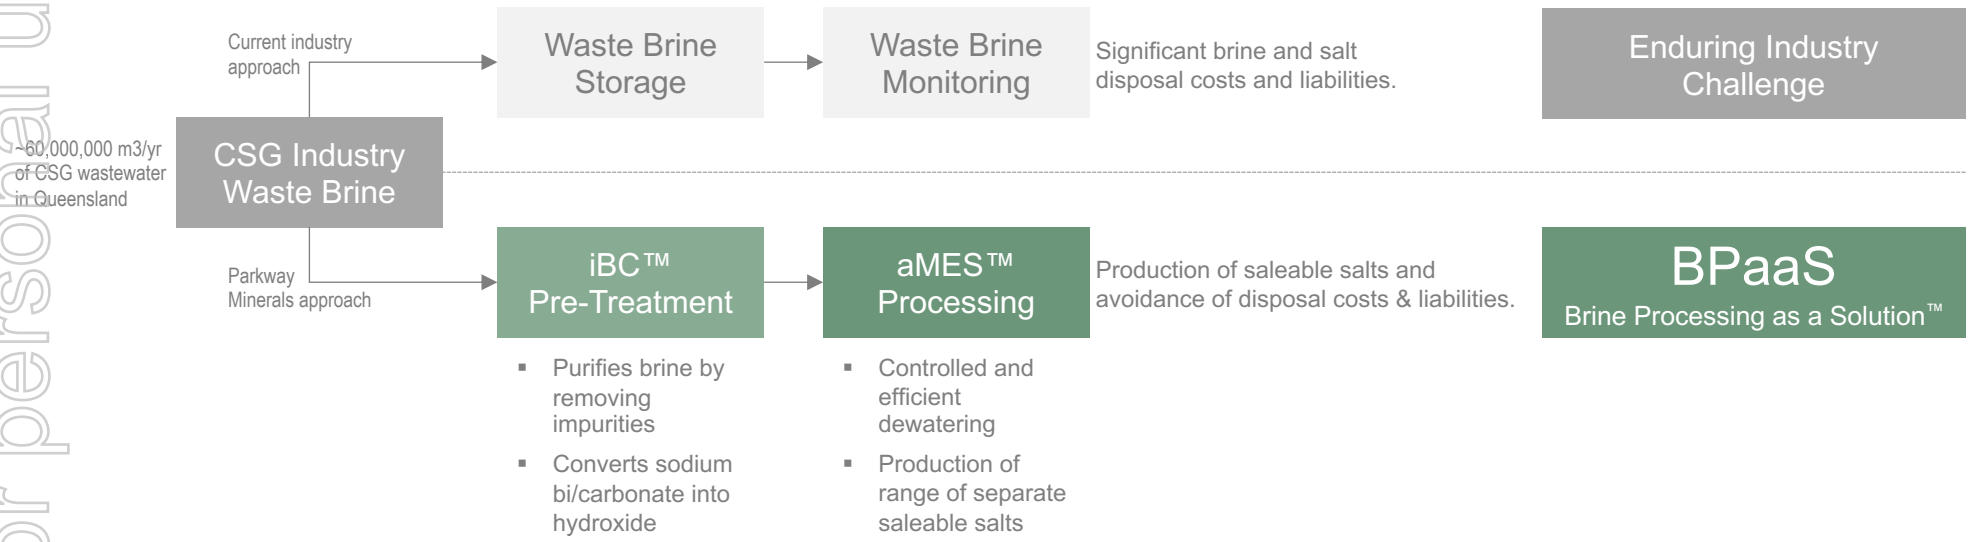 Current industry
approach
Waste Brine
Storage
Waste Brine
Monitoring
Significant brine and salt
disposal costs and liabilities.
Enduring Industry
Challenge
~60,000,000 m3/yr
of CSG wastewater
in Queensland
CSG Industry
Waste Brine
Parkway
Minerals approach
iBC™
Pre-Treatment
aMES™
Processing
Production of saleable salts and
avoidance of disposal costs & liabilities.
BPaaS
Brine Processing as a Solution™
▪ Purifies brine by
removing
impurities
▪ Converts sodium
bi/carbonate into
hydroxide
▪ Controlled and
efficient
dewatering
▪ Production of
range of separate
saleable salts
personal